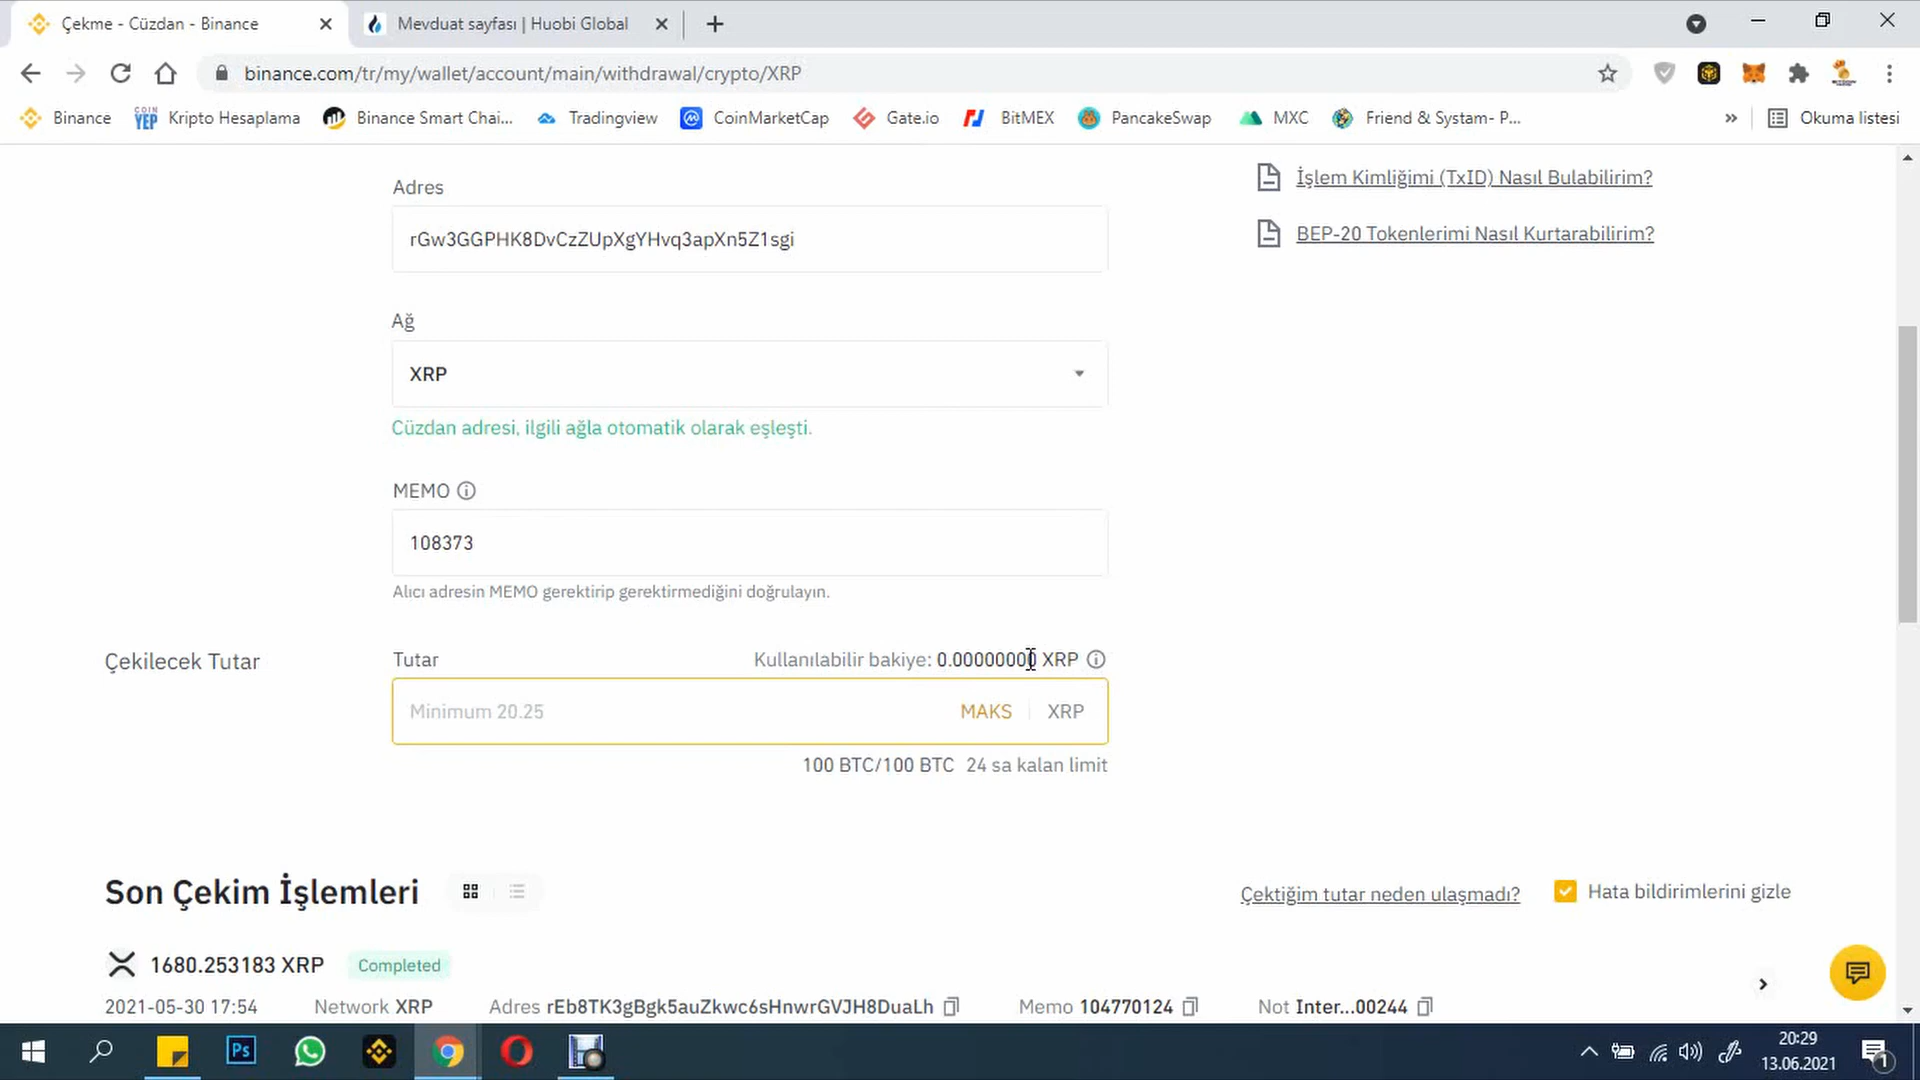 Çekme - Cüzdan - Binance
Mevduat sayfası | Huobi Global
binance.com/tr/my/wallet/account/main/withdrawal/crypto/XRP
Binance
COIN YEP
Kripto Hesaplama
Binance Smart Chai...
Tradingview
CoinMarketCap
Gate.io
BitMEX
PancakeSwap
MXC
Friend & Systam- P...
»
Okuma listesi
Adres
rGw3GGPHK8DvCzZUpXgYHvq3apXn5Z1sgi
İşlem Kimliğimi (TxID) Nasıl Bulabilirim?
BEP-20 Tokenlerimi Nasıl Kurtarabilirim?
Ağ
XRP
Cüzdan adresi, ilgili ağla otomatik olarak eşleşti.
MEMO
108373
Alıcı adresin MEMO gerektirip gerektirmediğini doğrulayın.
Çekilecek Tutar
Tutar
Kullanılabilir bakiye: 0.00000000 XRP
Minimum 20.25
MAKS
XRP
100 BTC/100 BTC 24 sa kalan limit
Son Çekim İşlemleri
Çektiğim tutar neden ulaşmadı?
Hata bildirimlerini gizle
1680.253183 XRP
Completed
2021-05-30 17:54
Network XRP
Adres rEb8TK3gBgk5auZkwc6sHnwrGVJH8DuaLh
Memo 104770124
Not Inter...00244
Ps
20:29
13.06.2021
1